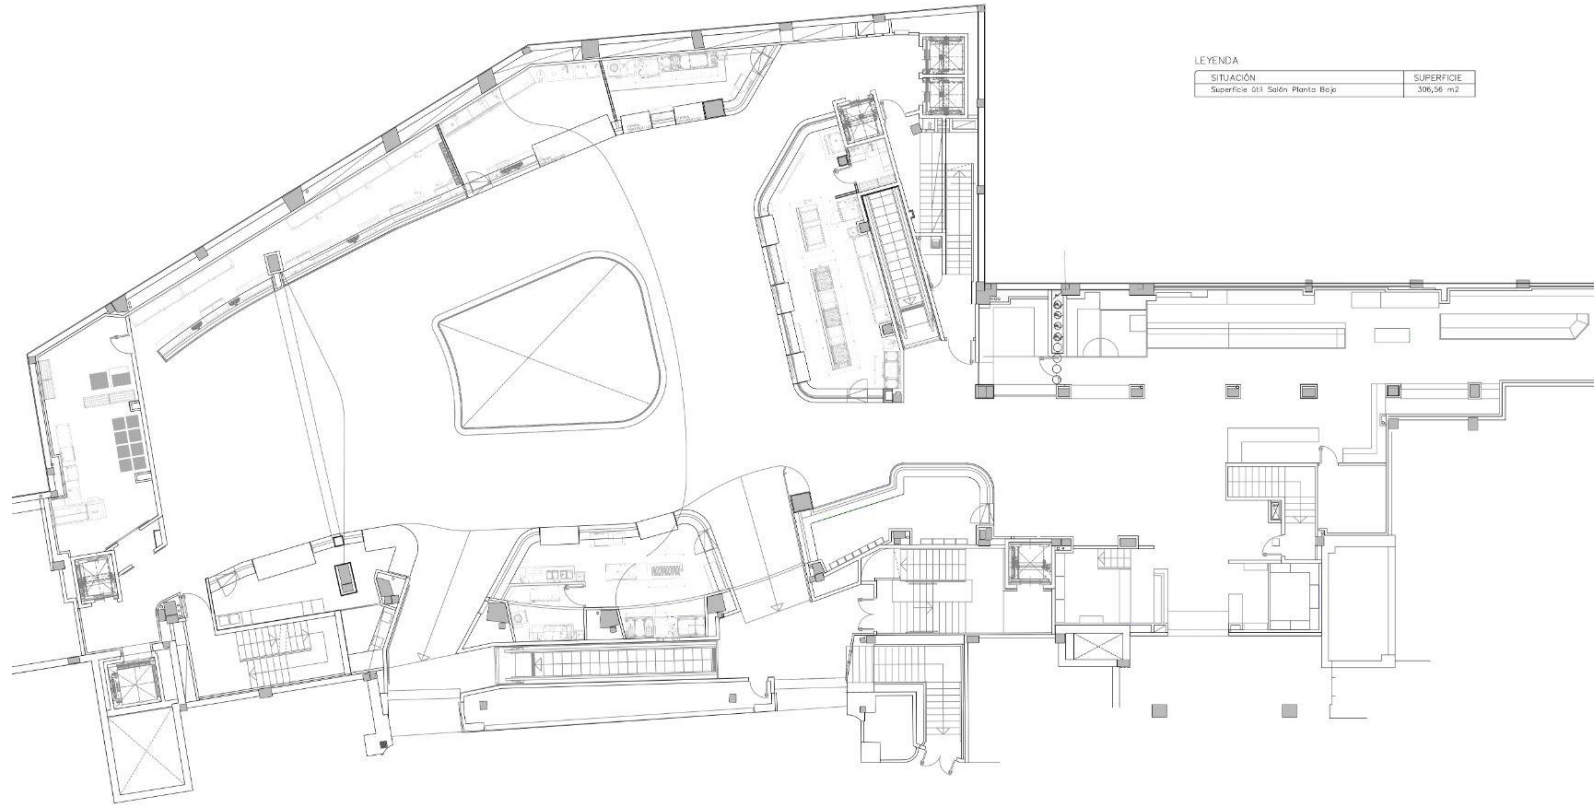 LEYENDA
SITUACIÓN SUPERFICIE
Superficie útil Salón Planta Baja 306,56 m2